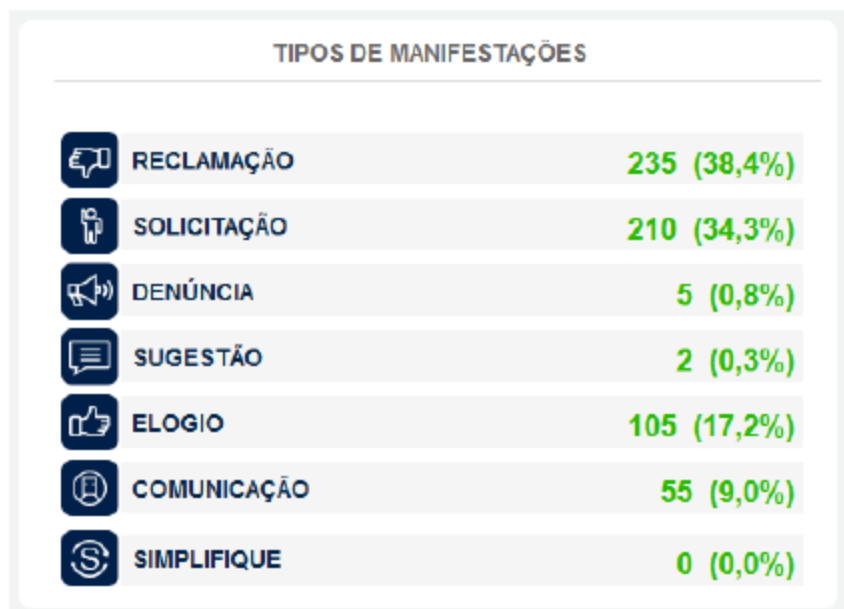 TIPOS DE MANIFESTAÇÕES
RECLAMAÇÃO 235 (38,4%)
SOLICITAÇÃO 210 (34,3%)
DENÚNCIA 5 (0,8%)
SUGESTÃO 2 (0,3%)
ELOGIO 105 (17,2%)
COMUNICAÇÃO 55 (9,0%)
SIMPLIFIQUE 0 (0,0%)